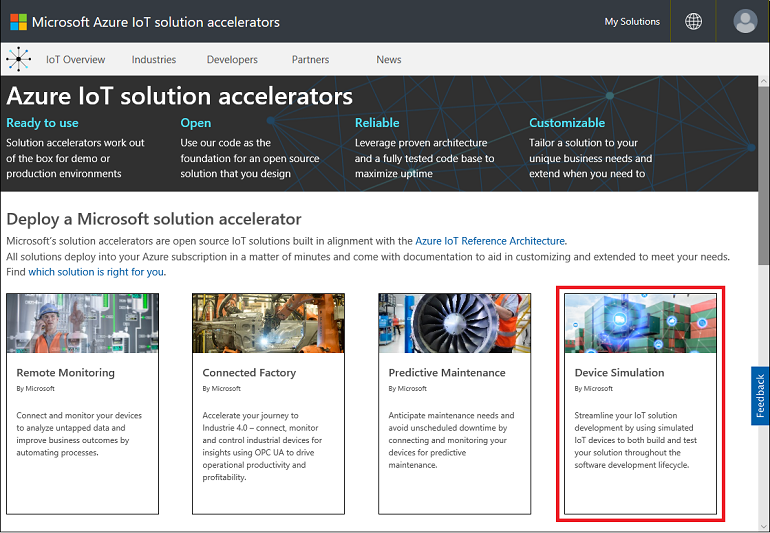 Microsoft Azure IoT solution accelerators
My Solutions
IoT Overview
Industries
Developers
Partners
News
Azure IoT solution accelerators
Ready to use
Solution accelerators work out
of the box for demo or
production environments
Open
Use our code as the
foundation for an open source
solution that you design
Reliable
Leverage proven architecture
and a fully tested code base to
maximize uptime
Customizable
Tailor a solution to your
unique business needs and
extend when you need to
Deploy a Microsoft solution accelerator
Microsoft's solution accelerators are open source IoT solutions built in alignment with the Azure IoT Reference Architecture.
All solutions deploy into your Azure subscription in a matter of minutes and come with documentation to aid in customizing and extended to meet your needs.
Find which solution is right for you.
Remote Monitoring
By Microsoft
Connect and monitor your devices
to analyze untapped data and
improve business outcomes by
automating processes.
Connected Factory
By Microsoft
Accelerate your journey to
Industrie 4.0 – connect, monitor
and control industrial devices for
insights using OPC UA to drive
operational productivity and
profitability.
Predictive Maintenance
By Microsoft
Anticipate maintenance needs and
avoid unscheduled downtime by
connecting and monitoring your
devices for predictive
maintenance.
Device Simulation
By Microsoft
Streamline your IoT solution
development by using simulated
IoT devices to both build and test
your solution throughout the
software development lifecycle.
Feedback